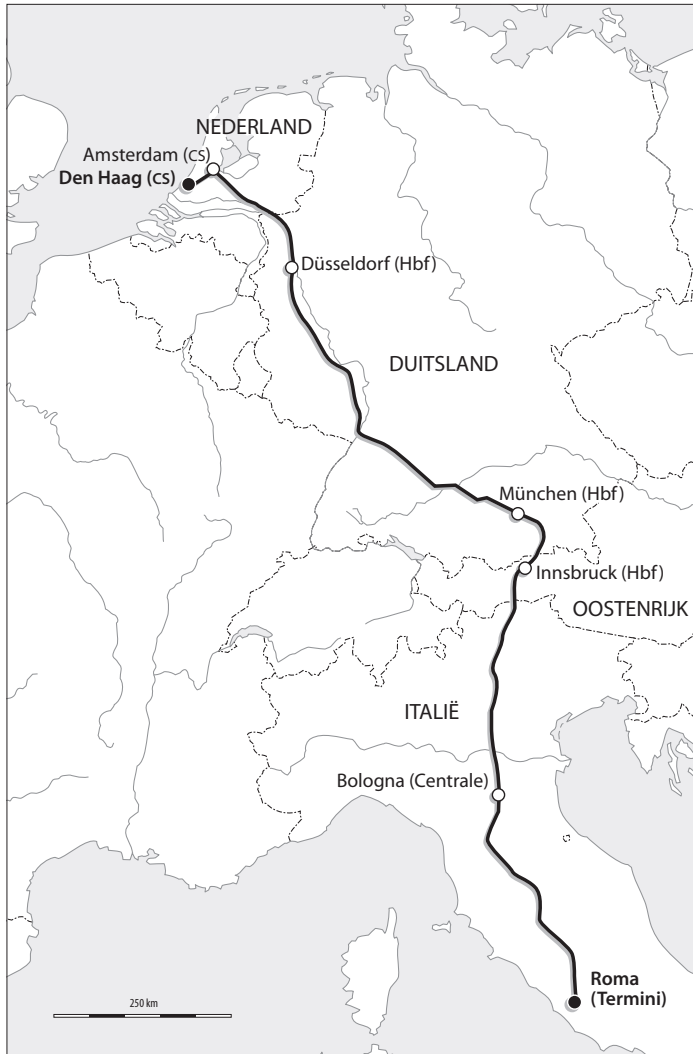 NEDERLAND
Amsterdam (CS)
Den Haag (CS)
Düsseldorf (Hbf)
DUITSLAND
München (Hbf)
Innsbruck (Hbf)
OOSTENRIJK
ITALIË
Bologna (Centrale)
Roma
(Termini)
250 km